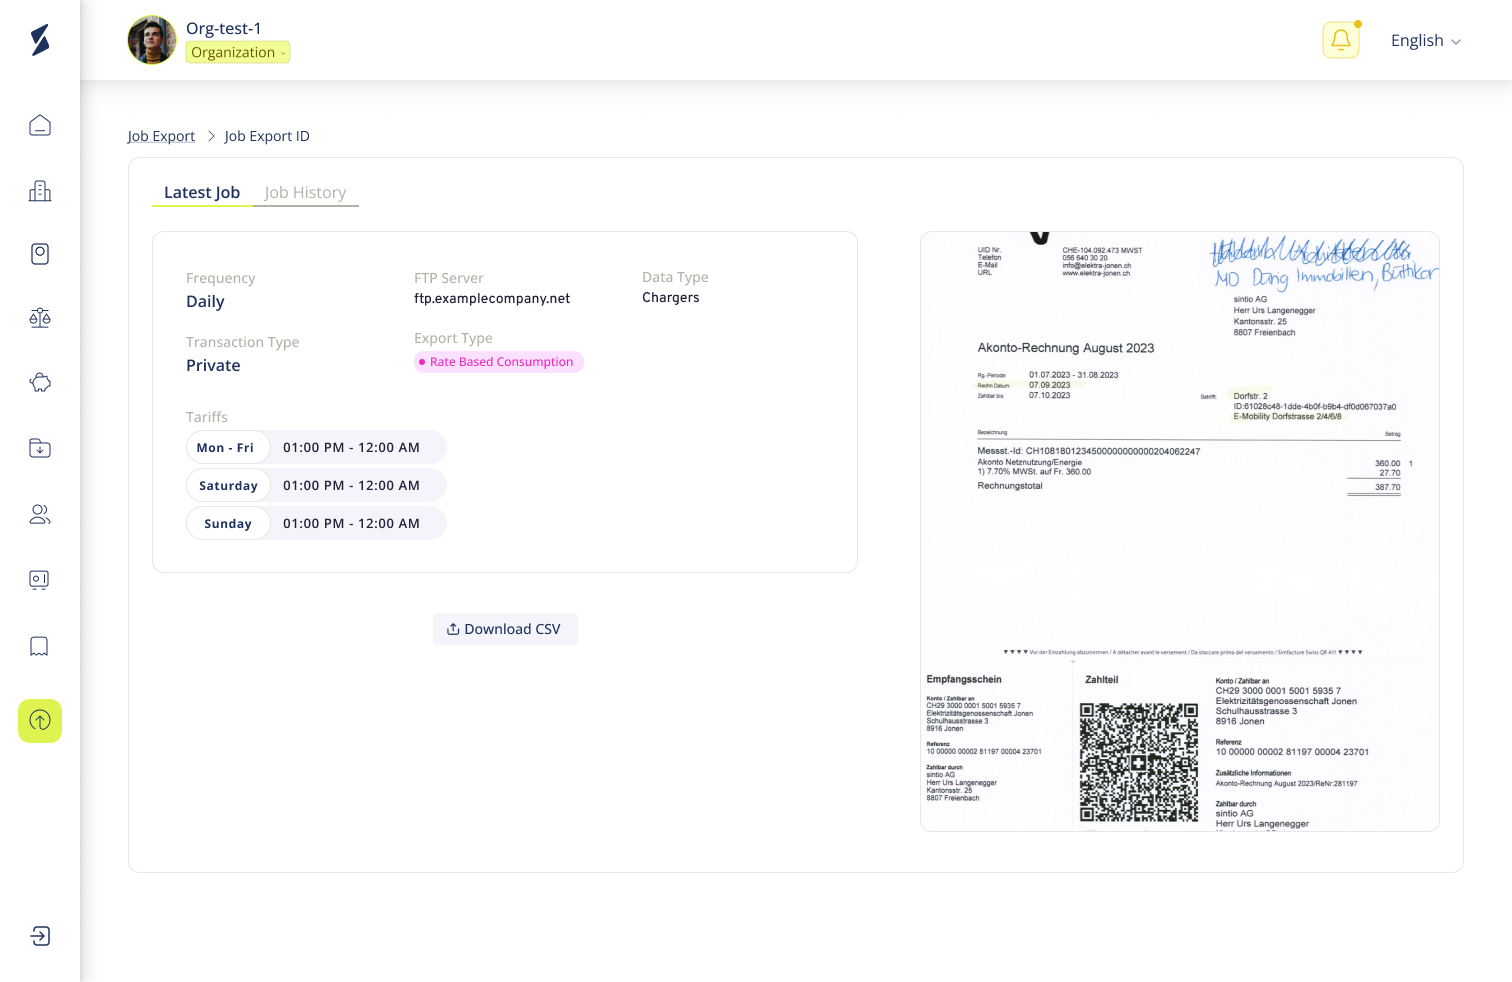 Org-test-1
Organization
English
Job Export > Job Export ID
Latest Job
Job History
Frequency
Daily
FTP Server
ftp.examplecompany.net
Data Type
Chargers
Transaction Type
Private
Export Type
Rate Based Consumption
Tariffs
Mon - Fri 01:00 PM - 12:00 AM
Saturday 01:00 PM - 12:00 AM
Sunday 01:00 PM - 12:00 AM
Download CSV
UID Nr. CHE-104.092.473 MWST
Telefon 056 640 30 20
E-Mail info@elektra-jonen.ch
URL www.elektra-jonen.ch
MD Immobilien,
sintio AG
Herr Urs Langenegger
Kantonsstr. 25
8807 Freienbach
Akonto-Rechnung August 2023
Rg.-Periode: 01.07.2023 - 31.08.2023
Rechn.Datum: 07.09.2023
Zahlbar bis: 07.10.2023
Betrifft: Dorfstr. 2
ID:61028c48-1dde-4b0f-b9b4-df0d067037a0
E-Mobility Dorfstrasse 2/4/6/8
Bezeichnung Betrag
Messst.-Id: CH1081801234500000000000204062247
Akonto Netznutzung/Energie 360.00 1
1) 7.70% MWSt. auf Fr. 360.00 27.70
Rechnungstotal 387.70
▼ ▼ ▼ ▼ Vor der Einzahlung abzutrennen / A détacher avant le versement / Da staccare prima del versamento / Simfacture Swiss QR A11 ▼ ▼ ▼ ▼
Empfangsschein
Konto / Zahlbar an
CH29 3000 0001 5001 5935 7
Elektrizitätsgenossenschaft Jonen
Schulhausstrasse 3
8916 Jonen
Referenz
10 00000 00002 81197 00004 23701
Zahlbar durch
sintio AG
Herr Urs Langenegger
Kantonsstr. 25
8807 Freienbach
Zahlteil
Konto / Zahlbar an
CH29 3000 0001 5001 5935 7
Elektrizitätsgenossenschaft Jonen
Schulhausstrasse 3
8916 Jonen
Referenz
10 00000 00002 81197 00004 23701
Zusätzliche Informationen
Akonto-Rechnung August 2023/ReNr:281197
Zahlbar durch
sintio AG
Herr Urs Langenegger